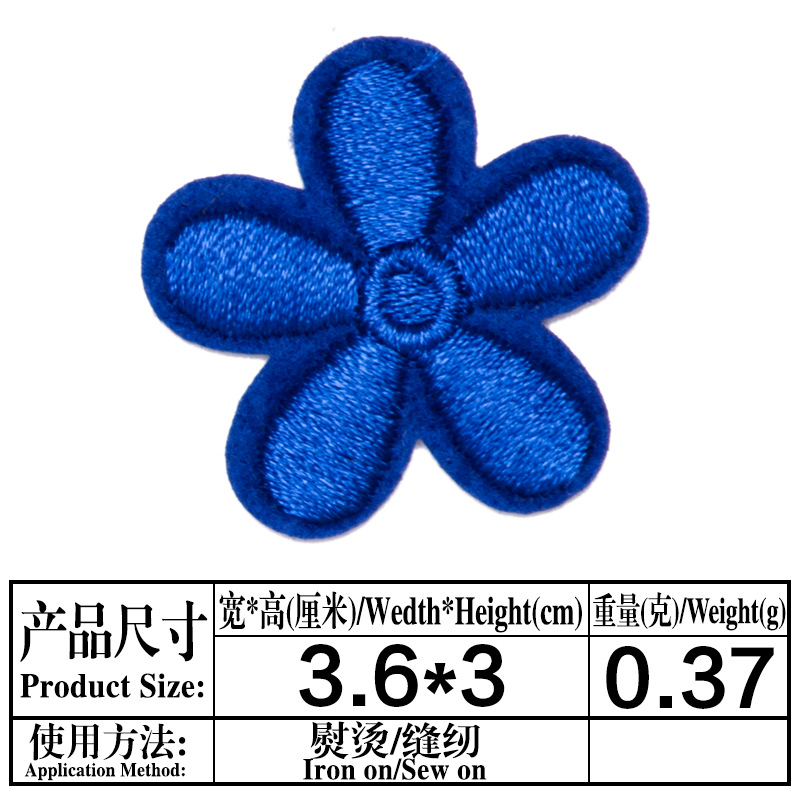 产品尺寸
Product Size:
宽*高(厘米)/Wedth*Height(cm)
重量(克)/Weight(g)
3.6*3
0.37
使用方法:
Application Method:
熨烫/缝纫
Iron on/Sew on